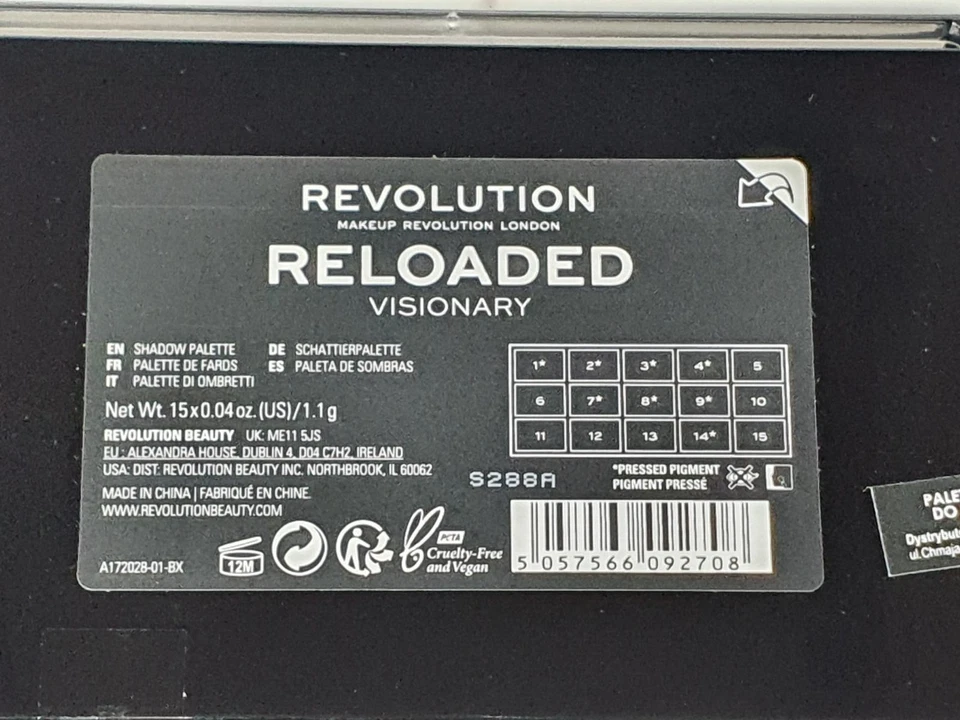 REVOLUTION
MAKEUP REVOLUTION LONDON
RELOADED
VISIONARY
EN SHADOW PALETTE
FR PALETTE DE FARDS
IT PALETTE DI OMBRETTI
DE SCHATTIERPALETTE
ES PALETA DE SOMBRAS
Net Wt. 15x0.04 oz. (US)/1.1g
REVOLUTION BEAUTY UK: ME11 5JS
EU: ALEXANDRA HOUSE, DUBLIN 4, D04 C7H2, IRELAND
USA: DIST: REVOLUTION BEAUTY INC. NORTHBROOK, IL 60062
MADE IN CHINA | FABRIQUÉ EN CHINE.
WWW.REVOLUTIONBEAUTY.COM
A172028-01-BX
12M
PETA
Cruelty-Free
and Vegan
1* 2* 3* 4* 5
6 7* 8* 9* 10
11 12 13 14* 15
S288A
*PRESSED PIGMENT
PIGMENT PRESSÉ
5 057566 092708
PALE
DO
Dystrybut
ul.Chmaja